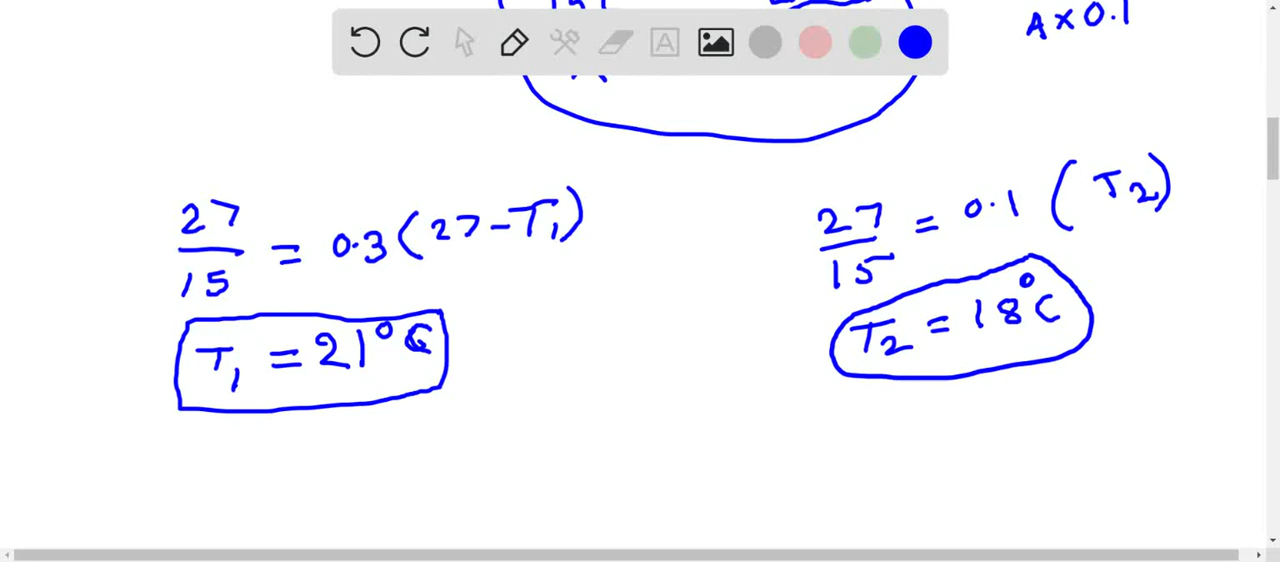 A × 0.1
27/15 = 0.3 (27 - T₁)
T₁ = 21°C
27/15 = 0.1 (T₂)
T₂ = 18°C